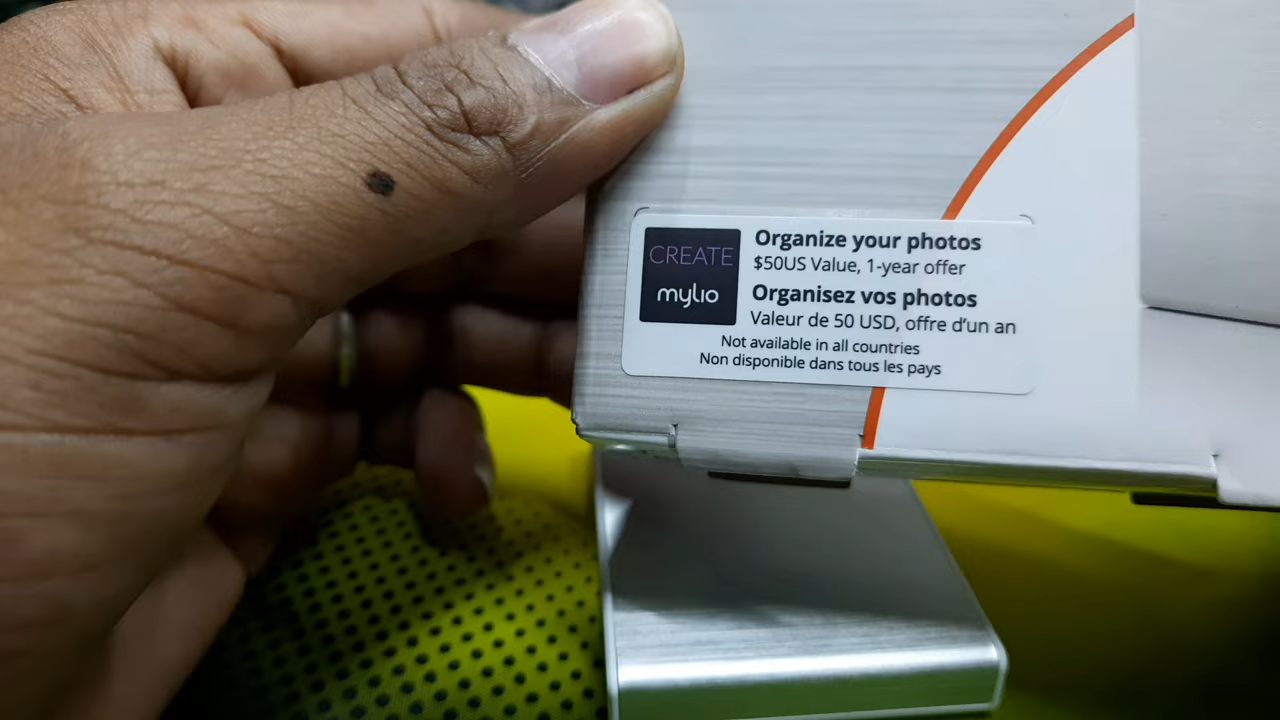 CREATE
mylio
Organize your photos
$50US Value, 1-year offer
Organisez vos photos
Valeur de 50 USD, offre d'un an
Not available in all countries
Non disponible dans tous les pays